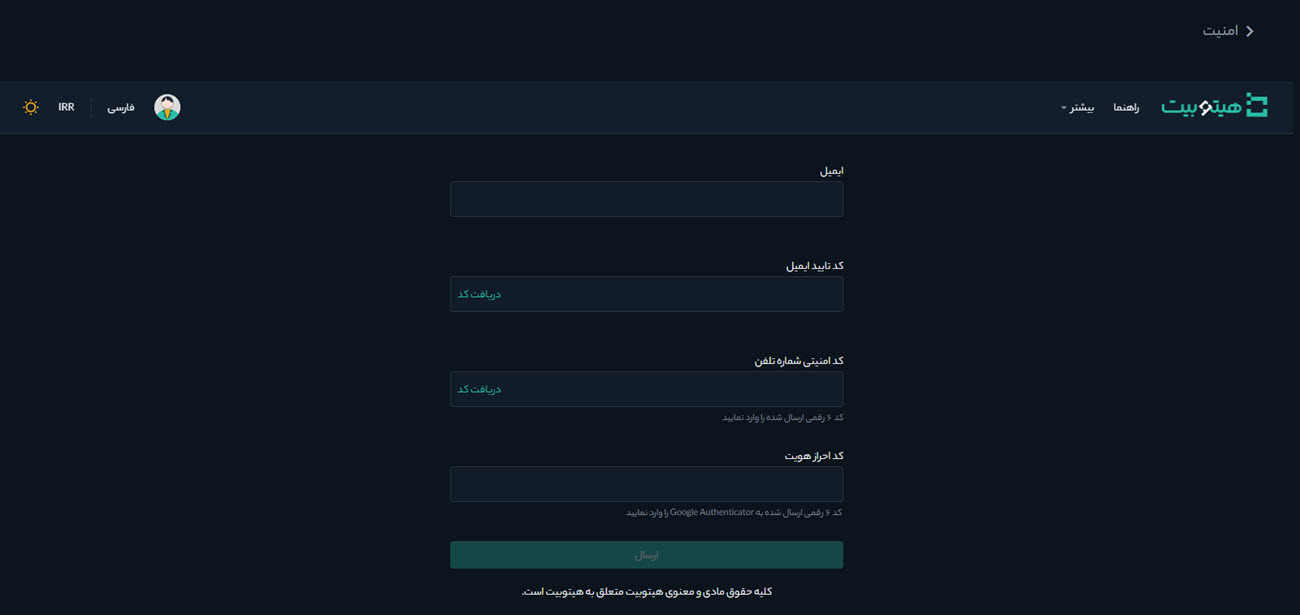 امنیت
هیتوبیت راهنما بیشتر فارسی IRR
ایمیل
کد تایید ایمیل
دریافت کد
کد امنیتی شماره تلفن
دریافت کد
کد ۶ رقمی ارسال شده را وارد نمایید
کد احراز هویت
کد ۶ رقمی ارسال شده به Google Authenticator را وارد نمایید
ارسال
کلیه حقوق مادی و معنوی هیتوبیت متعلق به هیتوبیت است.